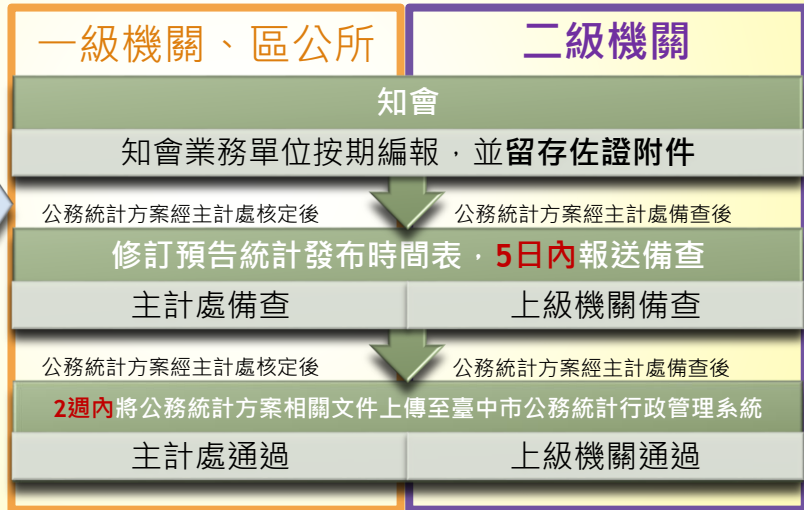 一級機關、區公所
二級機關
知會
知會業務單位按期編報，並留存佐證附件
公務統計方案經主計處核定後
公務統計方案經主計處備查後
修訂預告統計發布時間表，5日內報送備查
主計處備查
上級機關備查
公務統計方案經主計處核定後
公務統計方案經主計處備查後
2週內將公務統計方案相關文件上傳至臺中市公務統計行政管理系統
主計處通過
上級機關通過